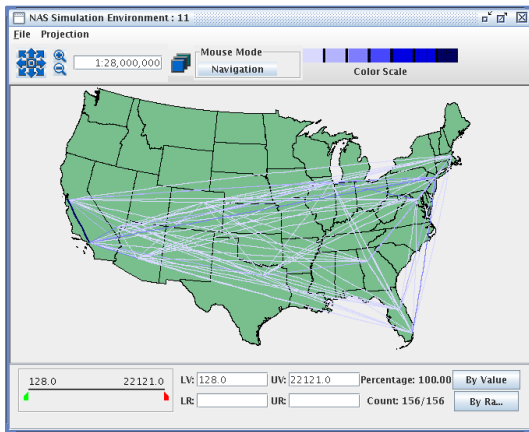 NAS Simulation Environment : 11
File Projection
1:28,000,000
Mouse Mode
Navigation
Color Scale
128.0 22121.0
LV: 128.0 UV: 22121.0 Percentage: 100.00 By Value
LR: UR: Count: 156/156 By Ra...